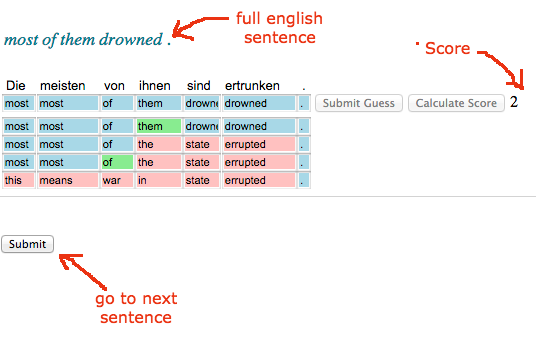 full english
sentence
most of them drowned .
Score
Die meisten von ihnen sind ertrunken .
most most of them drowne drowned . Submit Guess Calculate Score 2
most most of them drowne drowned .
most most of the state errupted .
most most of the state errupted .
this means war in state errupted .
Submit
go to next
sentence